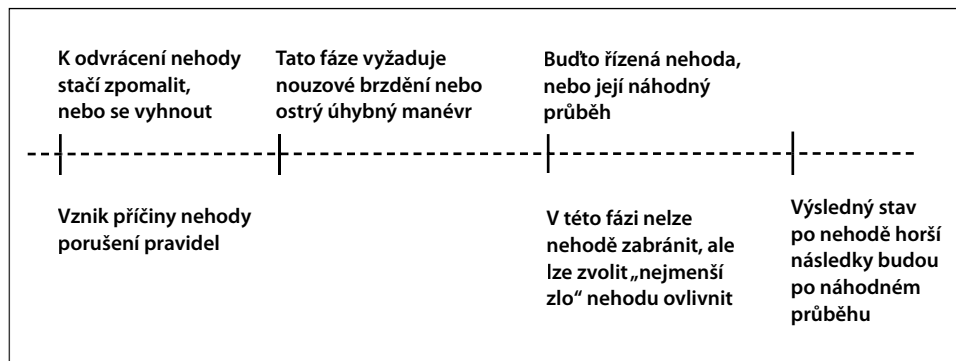 K odvrácení nehody
stačí zpomalit,
nebo se vyhnout
Tato fáze vyžaduje
nouzové brzdění nebo
ostrý úhybný manévr
Buďto řízená nehoda,
nebo její náhodný
průběh
Vznik příčiny nehody
porušení pravidel
V této fázi nelze
nehodě zabránit, ale
lze zvolit „nejmenší
zlo“ nehodu ovlivnit
Výsledný stav
po nehodě horší
následky budou
po náhodném
průběhu